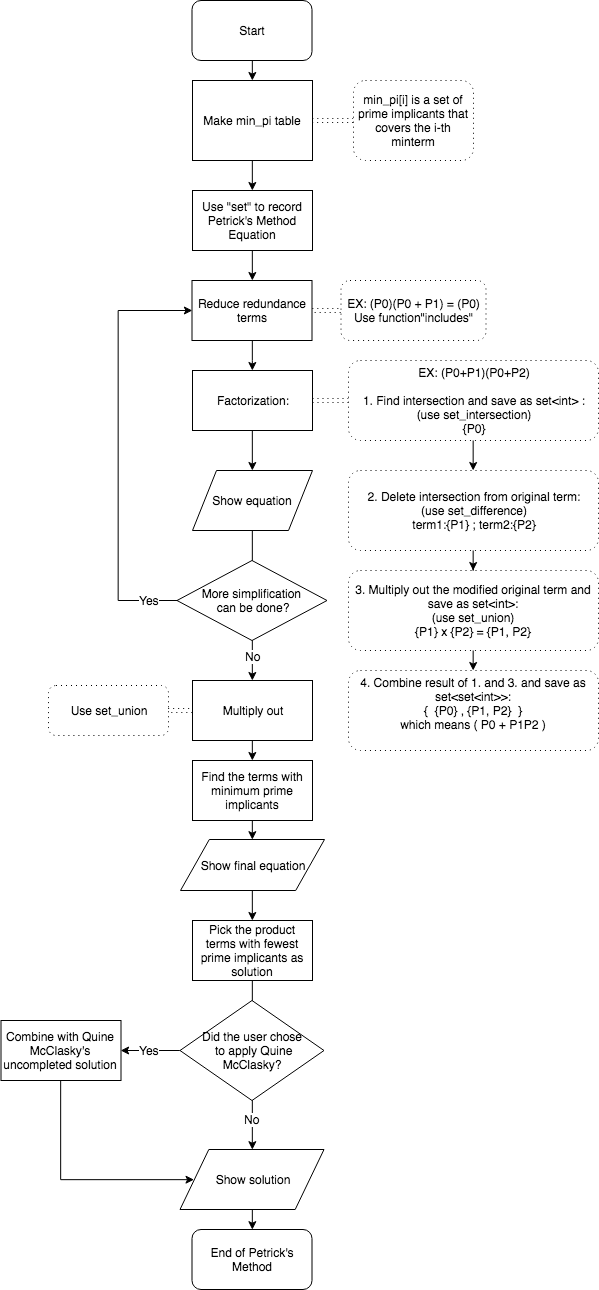 Start
Make min_pi table
min_pi[i] is a set of
prime implicants that
covers the i-th
minterm
Use "set" to record
Petrick's Method
Equation
Reduce redundance
terms
EX: (P0)(P0 + P1) = (P0)
Use function"includes"
Factorization:
EX: (P0+P1)(P0+P2)
1. Find intersection and save as set<int> :
(use set_intersection)
{P0}
Show equation
2. Delete intersection from original term:
(use set_difference)
term1:{P1} ; term2:{P2}
More simplification
can be done?
Yes
No
3. Multiply out the modified original term and
save as set<int>:
(use set_union)
{P1} x {P2} = {P1, P2}
4. Combine result of 1. and 3. and save as
set<set<int>>:
{ {P0} , {P1, P2} }
which means ( P0 + P1P2 )
Use set_union
Multiply out
Find the terms with
minimum prime
implicants
Show final equation
Pick the product
terms with fewest
prime implicants as
solution
Did the user chose
to apply Quine
McClasky?
Yes
Combine with Quine
McClasky's
uncompleted solution
No
Show solution
End of Petrick's
Method